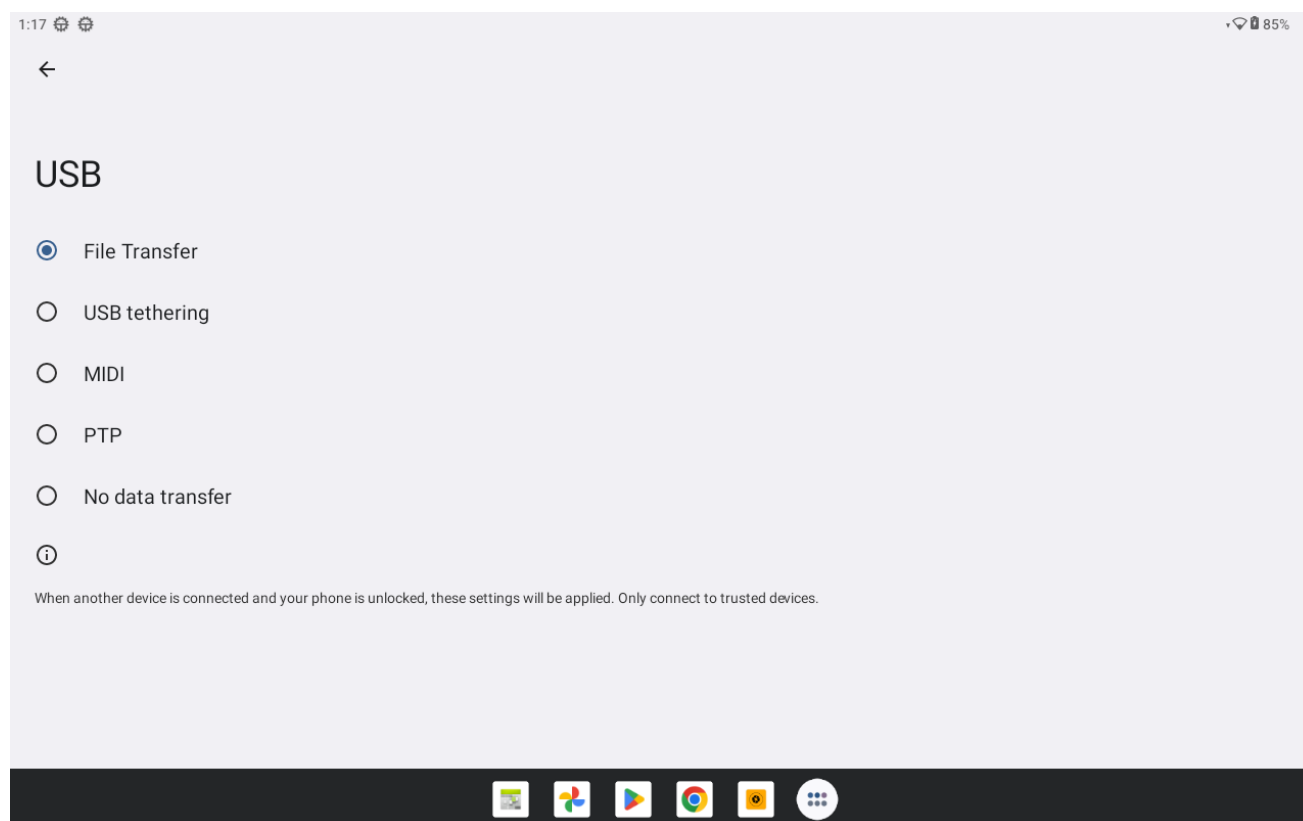 1:17
85%
USB
File Transfer
USB tethering
MIDI
PTP
No data transfer
When another device is connected and your phone is unlocked, these settings will be applied. Only connect to trusted devices.